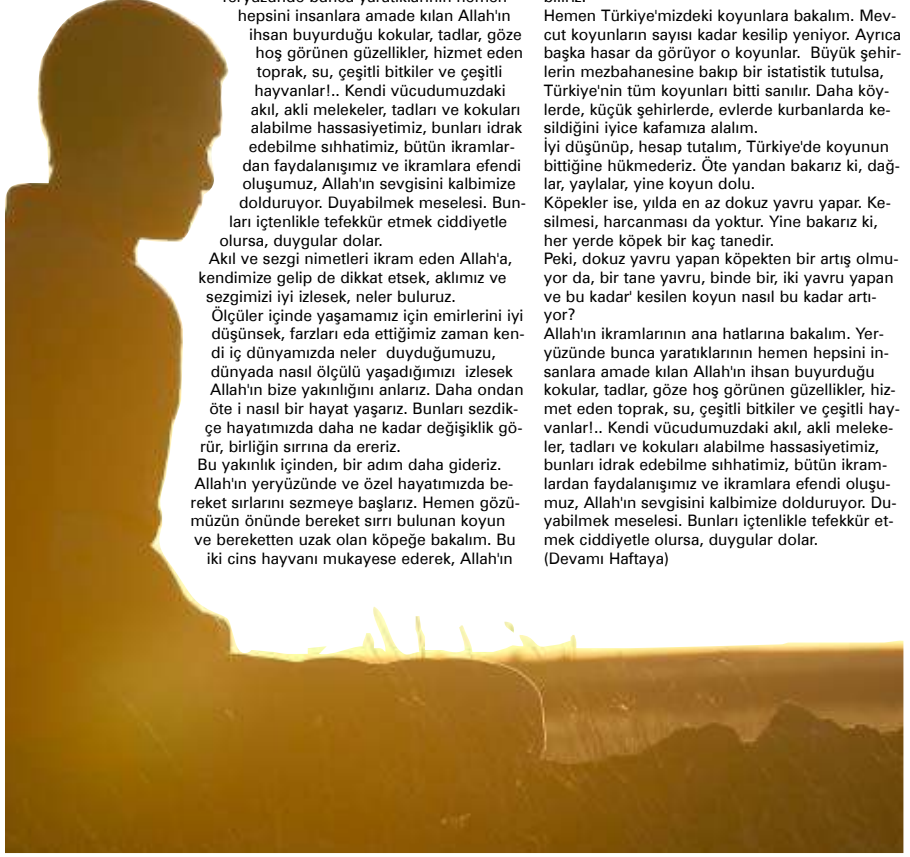 Yeryüzünde bunca yaratıklarının hemen
hepsini insanlara amade kılan Allah'ın
ihsan buyurduğu kokular, tadlar, göze
hoş görünen güzellikler, hizmet eden
toprak, su, çeşitli bitkiler ve çeşitli
hayvanlar!.. Kendi vücudumuzdaki
akıl, akli melekeler, tadları ve kokuları
alabilme hassasiyetimiz, bunları idrak
edebilme sıhhatimiz, bütün ikramlar-
dan faydalanışımız ve ikramlara efendi
oluşumuz, Allah'ın sevgisini kalbimize
dolduruyor. Duyabilmek meselesi. Bun-
ları içtenlikle tefekkür etmek ciddiyetle
olursa, duygular dolar.
Akıl ve sezgi nimetleri ikram eden Allah'a,
kendimize gelip de dikkat etsek, aklımız ve
sezgimizi iyi izlesek, neler buluruz.
Ölçüler içinde yaşamamız için emirlerini iyi
düşünsek, farzları eda ettiğimiz zaman ken-
di iç dünyamızda neler duyduğumuzu,
dünyada nasıl ölçülü yaşadığımızı izlesek
Allah'ın bize yakınlığını anlarız. Daha ondan
öte i nasıl bir hayat yaşarız. Bunları sezdik-
çe hayatımızda daha ne kadar değişiklik gö-
rür, birliğin sırrına da ereriz.
Bu yakınlık içinden, bir adım daha gideriz.
Allah'ın yeryüzünde ve özel hayatımızda be-
reket sırlarını sezmeye başlarız. Hemen gözü-
müzün önünde bereket sırrı bulunan koyun
ve bereketten uzak olan köpeğe bakalım. Bu
iki cins hayvanı mukayese ederek, Allah'ın
Hemen Türkiye'mizdeki koyunlara bakalım. Mev-
cut koyunların sayısı kadar kesilip yeniyor. Ayrıca
başka hasar da görüyor o koyunlar. Büyük şehir-
lerin mezbahanesine bakıp bir istatistik tutulsa,
Türkiye'nin tüm koyunları bitti sanılır. Daha köy-
lerde, küçük şehirlerde, evlerde kurbanlarda ke-
sildiğini iyice kafamıza alalım.
İyi düşünüp, hesap tutalım, Türkiye'de koyunun
bittiğine hükmederiz. Öte yandan bakarız ki, dağ-
lar, yaylalar, yine koyun dolu.
Köpekler ise, yılda en az dokuz yavru yapar. Ke-
silmesi, harcanması da yoktur. Yine bakarız ki,
her yerde köpek bir kaç tanedir.
Peki, dokuz yavru yapan köpekten bir artış olmu-
yor da, bir tane yavru, binde bir, iki yavru yapan
ve bu kadar' kesilen koyun nasıl bu kadar artı-
yor?
Allah'ın ikramlarının ana hatlarına bakalım. Yer-
yüzünde bunca yaratıklarının hemen hepsini in-
sanlara amade kılan Allah'ın ihsan buyurduğu
kokular, tadlar, göze hoş görünen güzellikler, hiz-
met eden toprak, su, çeşitli bitkiler ve çeşitli hay-
vanlar!.. Kendi vücudumuzdaki akıl, akli meleke-
ler, tadları ve kokuları alabilme hassasiyetimiz,
bunları idrak edebilme sıhhatimiz, bütün ikram-
lardan faydalanışımız ve ikramlara efendi oluşu-
muz, Allah'ın sevgisini kalbimize dolduruyor. Du-
yabilmek meselesi. Bunları içtenlikle tefekkür et-
mek ciddiyetle olursa, duygular dolar.
(Devamı Haftaya)